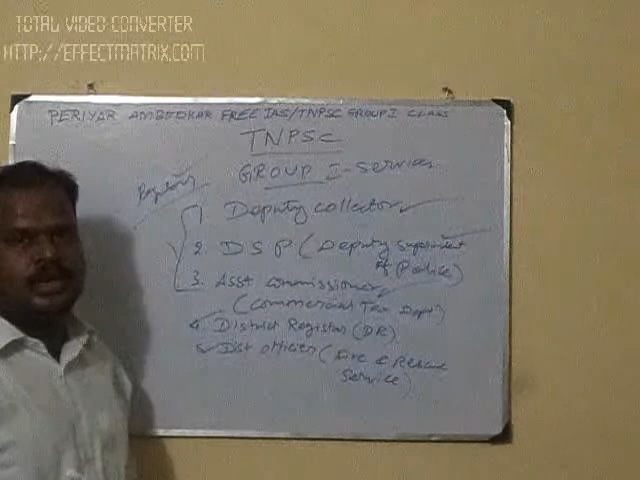 TOTAL VIDEO CONVERTER
HTTP://EFFECTMATRIX.COM
PERIYAR AMBEDKAR FREE IAS/TNPSC GROUP I CLASS
TNPSC
GROUP I - Services
1. Deputy collector
2. DSP (Deputy Superintendent
of Police)
3. Asst commissioner
(Commercial Tax Dept)
4. District Registrar (DR)
5. Dist officer (Fire & Rescue
Service)